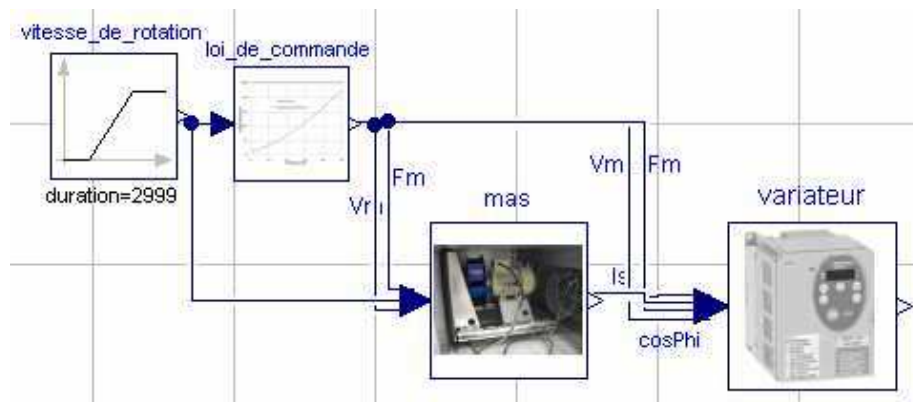 vitesse_de_rotation
loi_de_commande
duration=2999
Fm
Vm
mas
Vm
Fm
variateur
Is
cosPhi